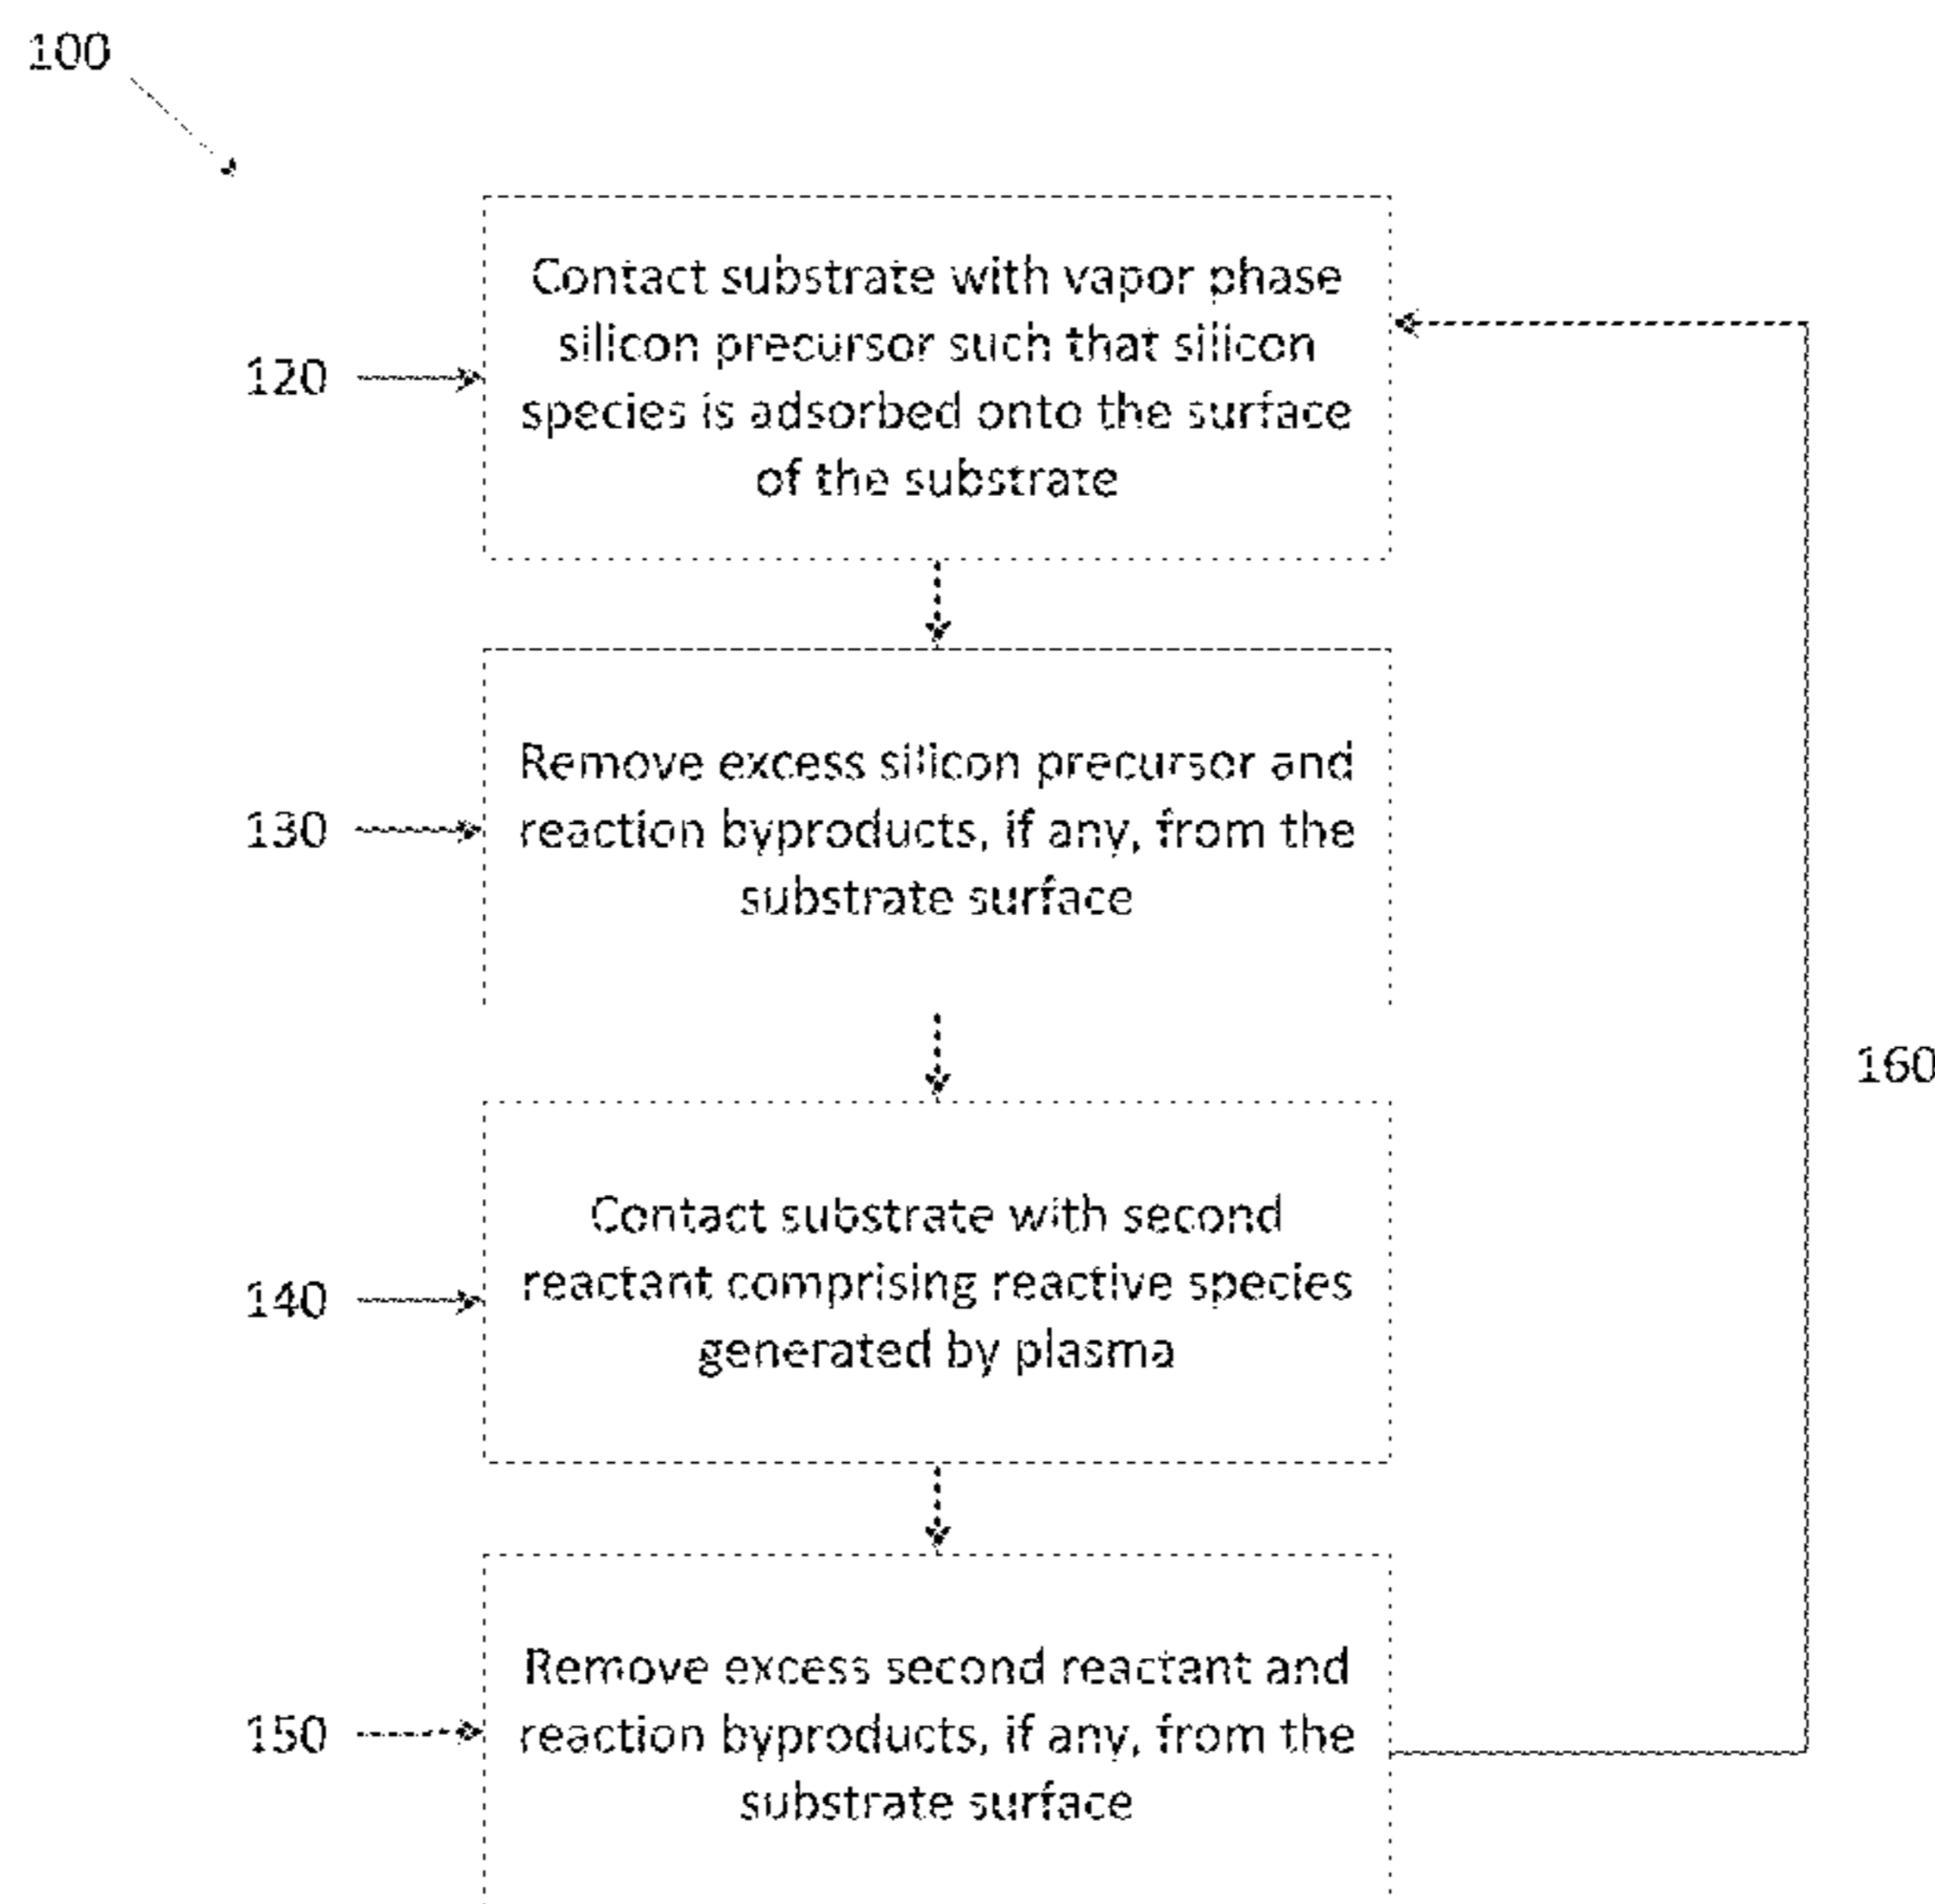 100
120
Contact substrate with vapor phase
silicon precursor such that silicon
species is adsorbed onto the surface
of the substrate
130
Remove excess silicon precursor and
reaction byproducts, if any, from the
substrate surface
160
140
Contact substrate with second
reactant comprising reactive species
generated by plasma
150
Remove excess second reactant and
reaction byproducts, if any, from the
substrate surface